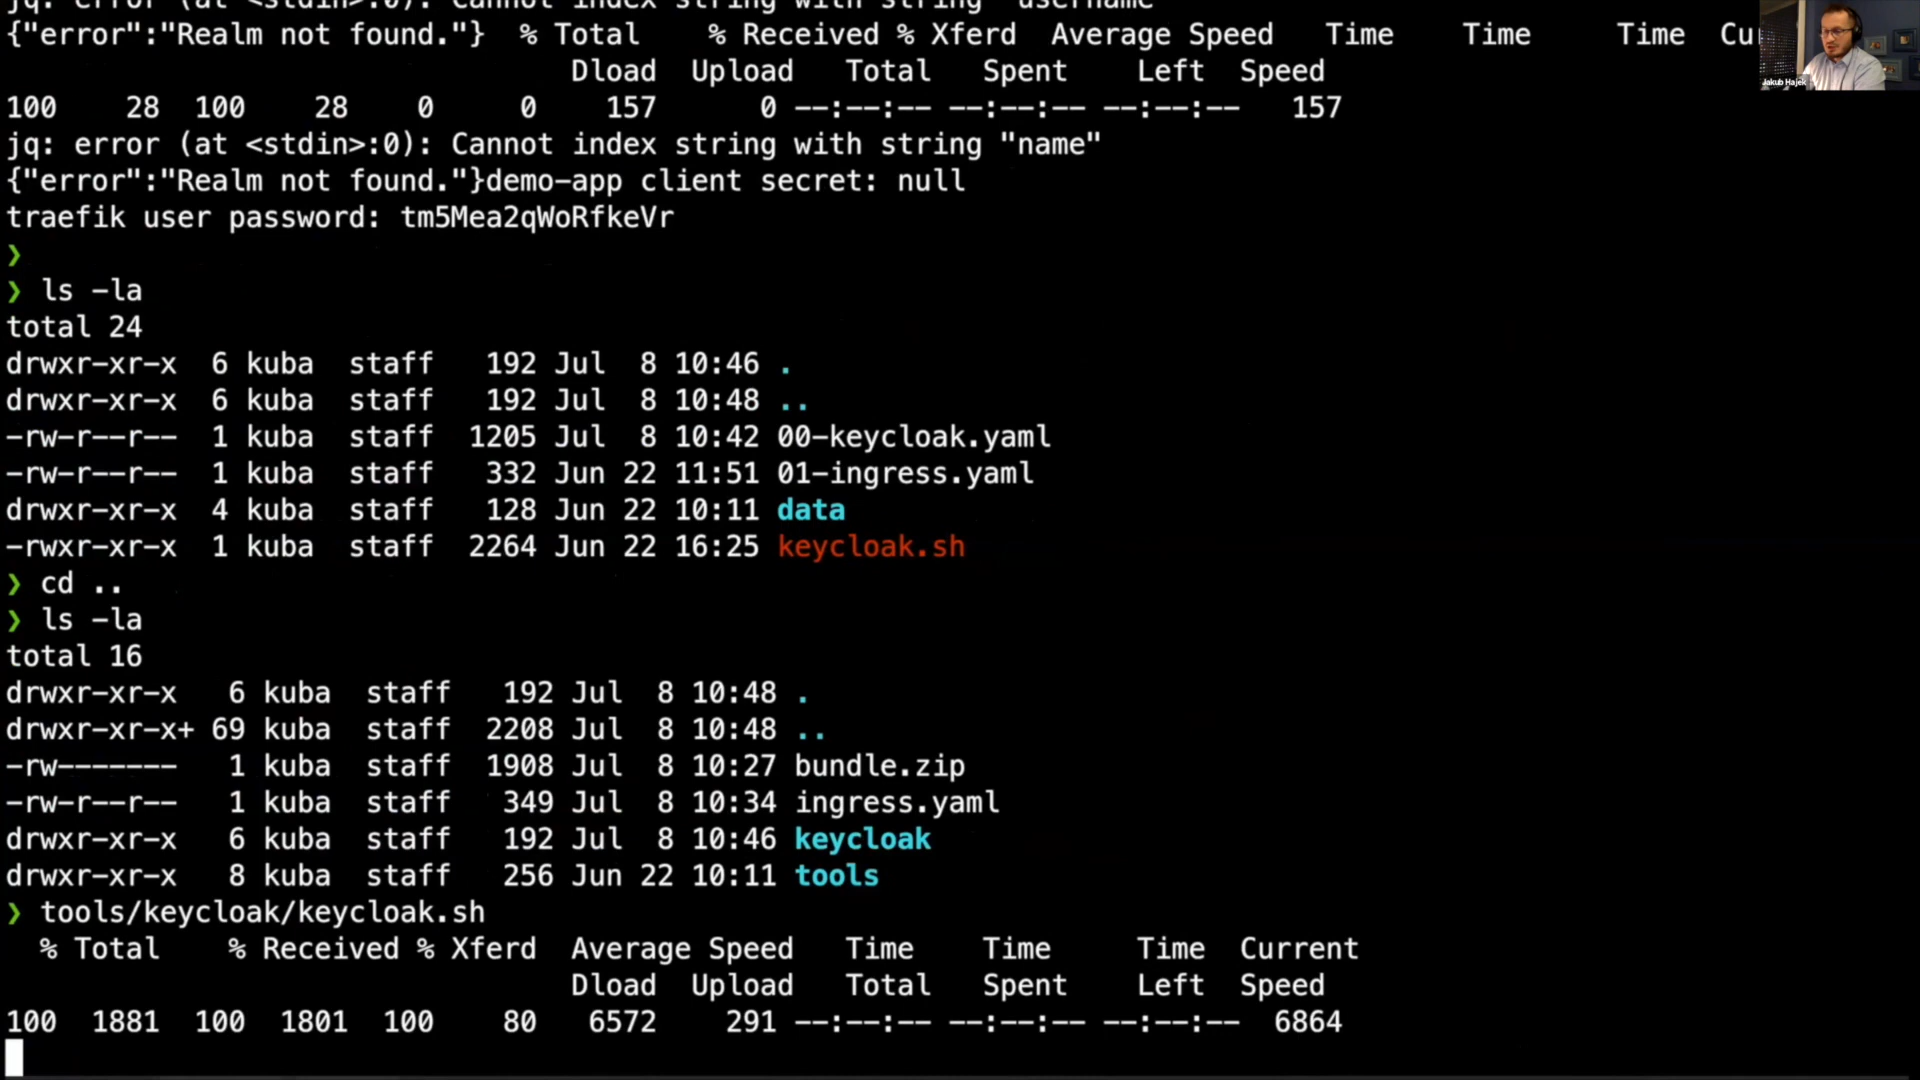 jq: error (at <stdin>:0): Cannot index string with string "username"
{"error":"Realm not found."}  % Total    % Received % Xferd  Average Speed   Time    Time     Time  Cu
                                 Dload  Upload   Total   Spent    Left  Speed
100    28  100    28    0     0    157      0 --:--:-- --:--:-- --:--:--   157
jq: error (at <stdin>:0): Cannot index string with string "name"
{"error":"Realm not found."}demo-app client secret: null
traefik user password: tm5Mea2qWoRfkeVr
❯
❯ ls -la
total 24
drwxr-xr-x  6 kuba  staff   192 Jul  8 10:46 .
drwxr-xr-x  6 kuba  staff   192 Jul  8 10:48 ..
-rw-r--r--  1 kuba  staff  1205 Jul  8 10:42 00-keycloak.yaml
-rw-r--r--  1 kuba  staff   332 Jun 22 11:51 01-ingress.yaml
drwxr-xr-x  4 kuba  staff   128 Jun 22 10:11 data
-rwxr-xr-x  1 kuba  staff  2264 Jun 22 16:25 keycloak.sh
❯ cd ..
❯ ls -la
total 16
drwxr-xr-x   6 kuba  staff   192 Jul  8 10:48 .
drwxr-xr-x+ 69 kuba  staff  2208 Jul  8 10:48 ..
-rw-------   1 kuba  staff  1908 Jul  8 10:27 bundle.zip
-rw-r--r--   1 kuba  staff   349 Jul  8 10:34 ingress.yaml
drwxr-xr-x   6 kuba  staff   192 Jul  8 10:46 keycloak
drwxr-xr-x   8 kuba  staff   256 Jun 22 10:11 tools
❯ tools/keycloak/keycloak.sh
  % Total    % Received % Xferd  Average Speed   Time    Time     Time  Current
                                 Dload  Upload   Total   Spent    Left  Speed
100  1881  100  1801  100    80   6572    291 --:--:-- --:--:-- --:--:--  6864
Jakub Hajek